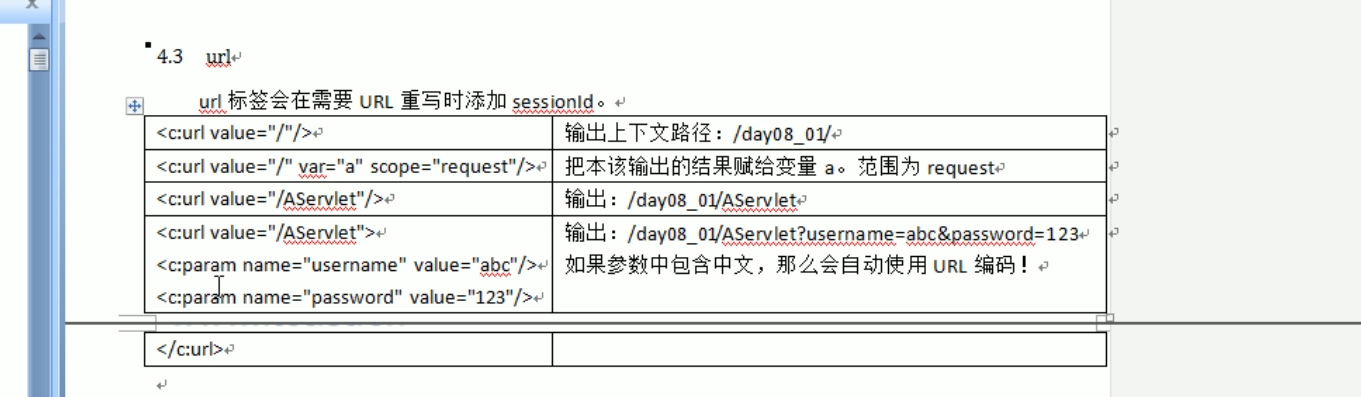 4.3 url
url 标签会在需要 URL 重写时添加 sessionId。
<c:url value="/"/>
输出上下文路径：/day08_01/
<c:url value="/" var="a" scope="request"/>
把本该输出的结果赋给变量 a。范围为 request
<c:url value="/AServlet"/>
输出：/day08_01/AServlet
<c:url value="/AServlet">
<c:param name="username" value="abc"/>
<c:param name="password" value="123"/>
输出：/day08_01/AServlet?username=abc&password=123
如果参数中包含中文，那么会自动使用 URL 编码！
</c:url>